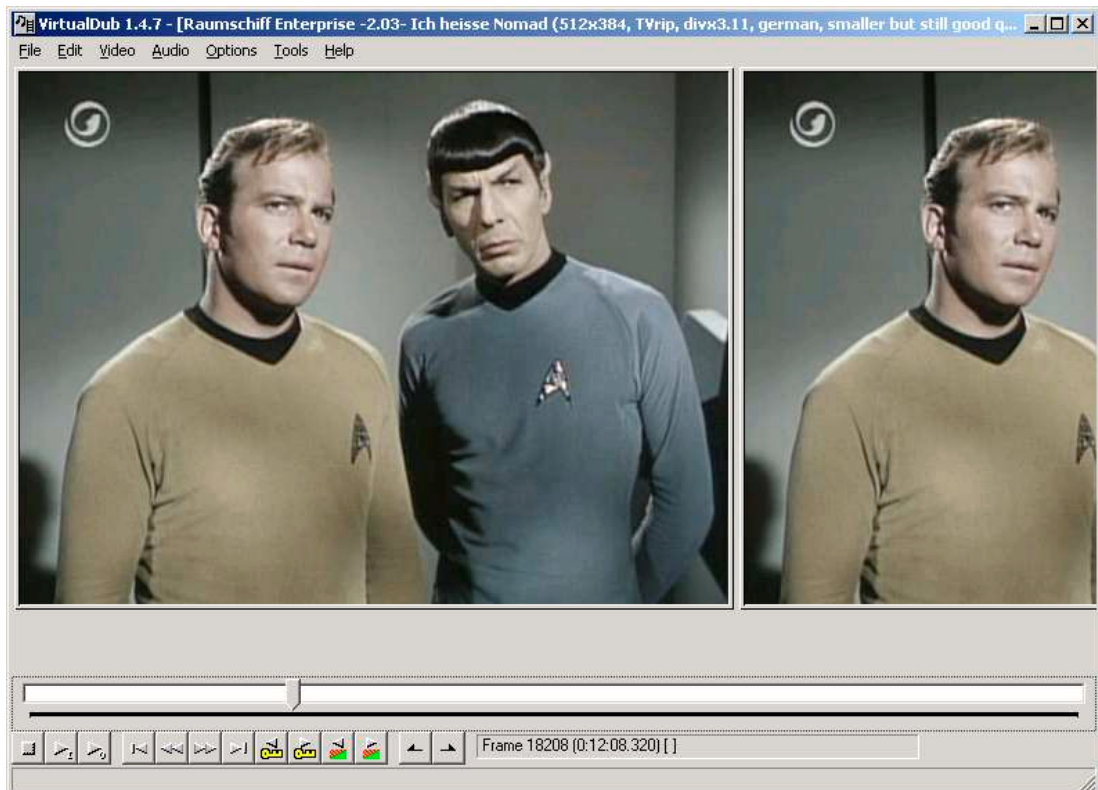 VirtualDub 1.4.7 - [Raumschiff Enterprise -2.03- Ich heisse Nomad (512x384, TVrip, divx3.11, german, smaller but still good q...
File Edit Video Audio Options Tools Help
Frame 18208 (0:12:08.320) [ ]